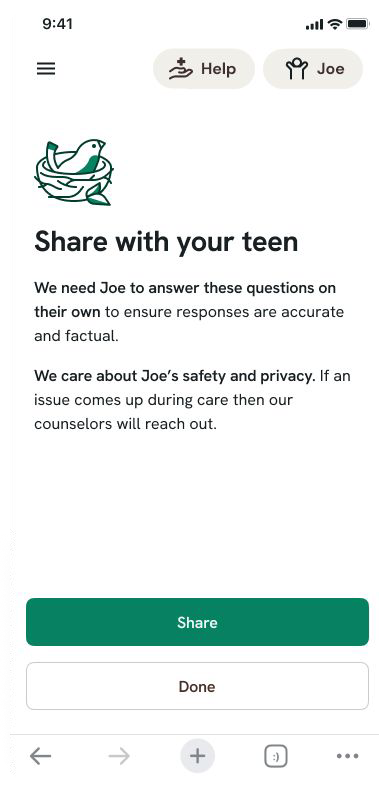 9:41
Help
Joe
Share with your teen
We need Joe to answer these questions on
their own to ensure responses are accurate
and factual.
We care about Joe’s safety and privacy. If an
issue comes up during care then our
counselors will reach out.
Share
Done
:)